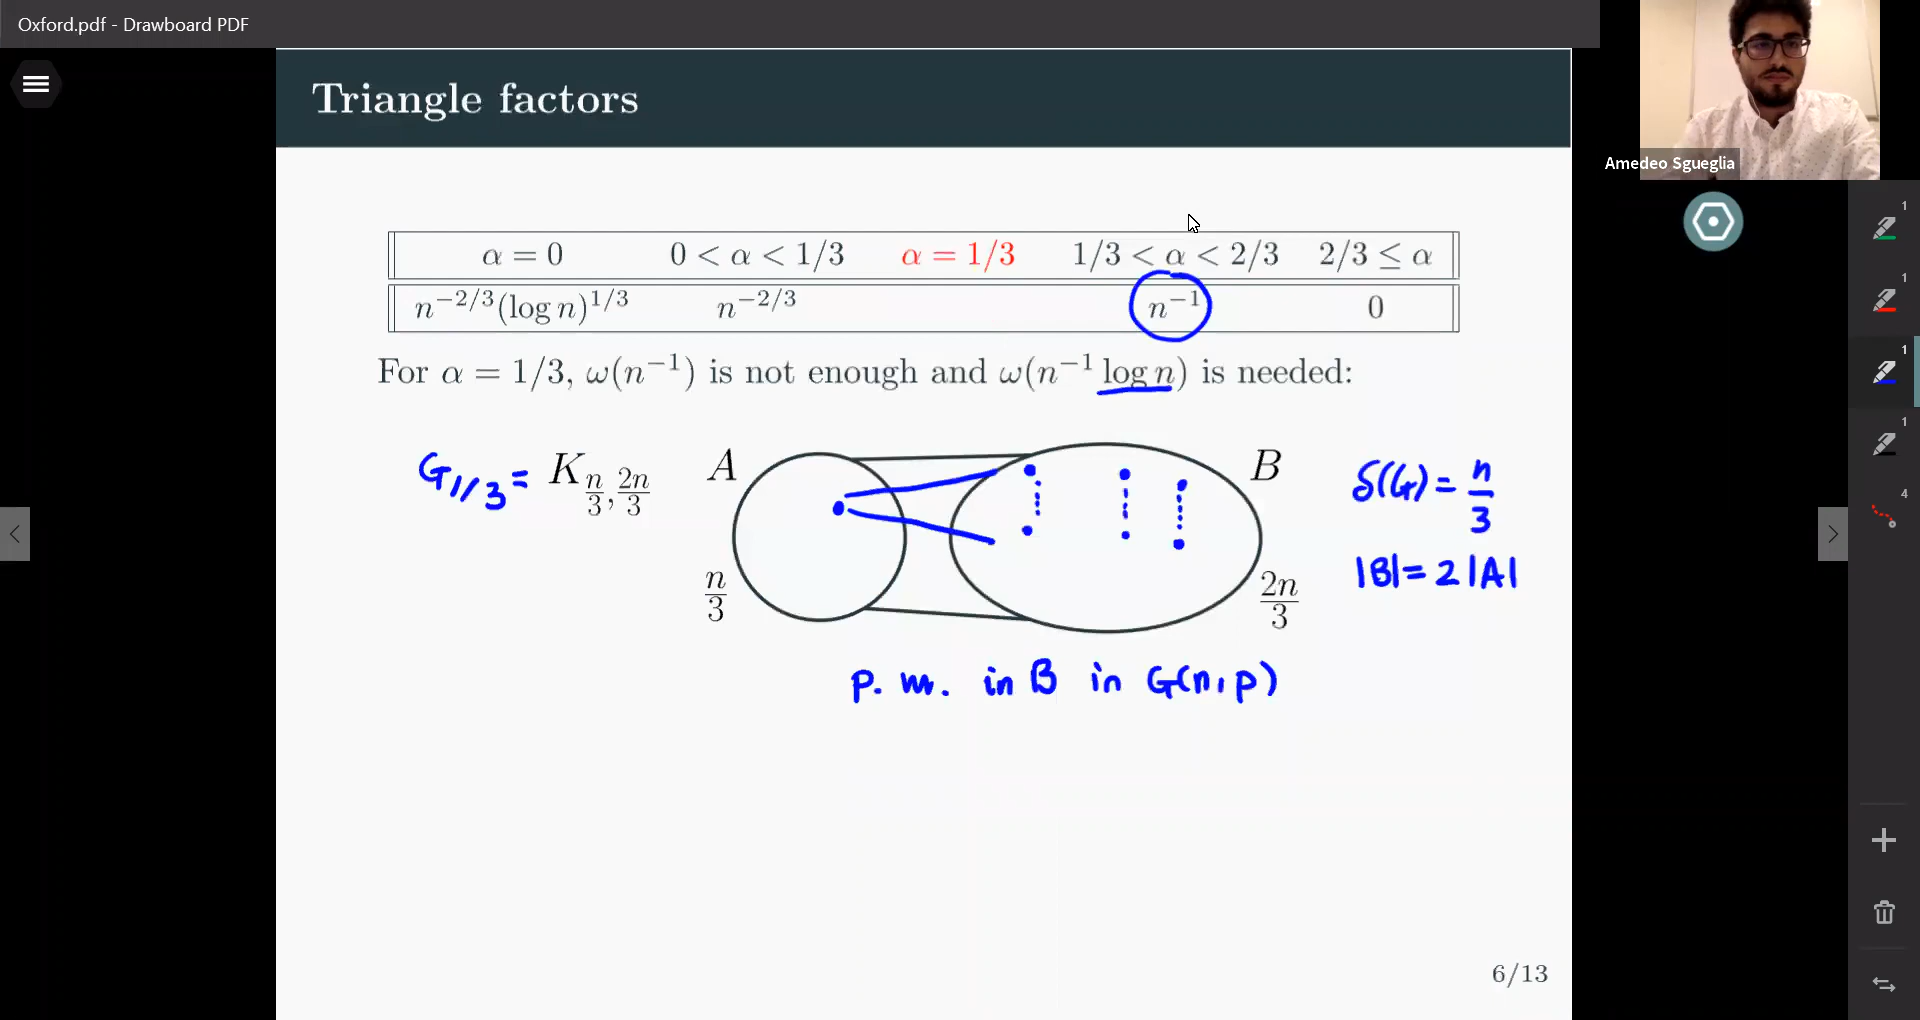 Oxford.pdf - Drawboard PDF
Triangle factors
Amedeo Sgueglia
α = 0 0 < α < 1/3 α = 1/3 1/3 < α < 2/3 2/3 ≤ α
n^{-2/3}(log n)^{1/3} n^{-2/3} n^{-1} 0
For α = 1/3, ω(n^{-1}) is not enough and ω(n^{-1} log n) is needed:
G_{1/3} = K_{n/3, 2n/3} A B δ(G) = n/3
n/3 2n/3 |B| = 2|A|
p. m. in B in G(n,p)
6/13
1
1
1
1
4